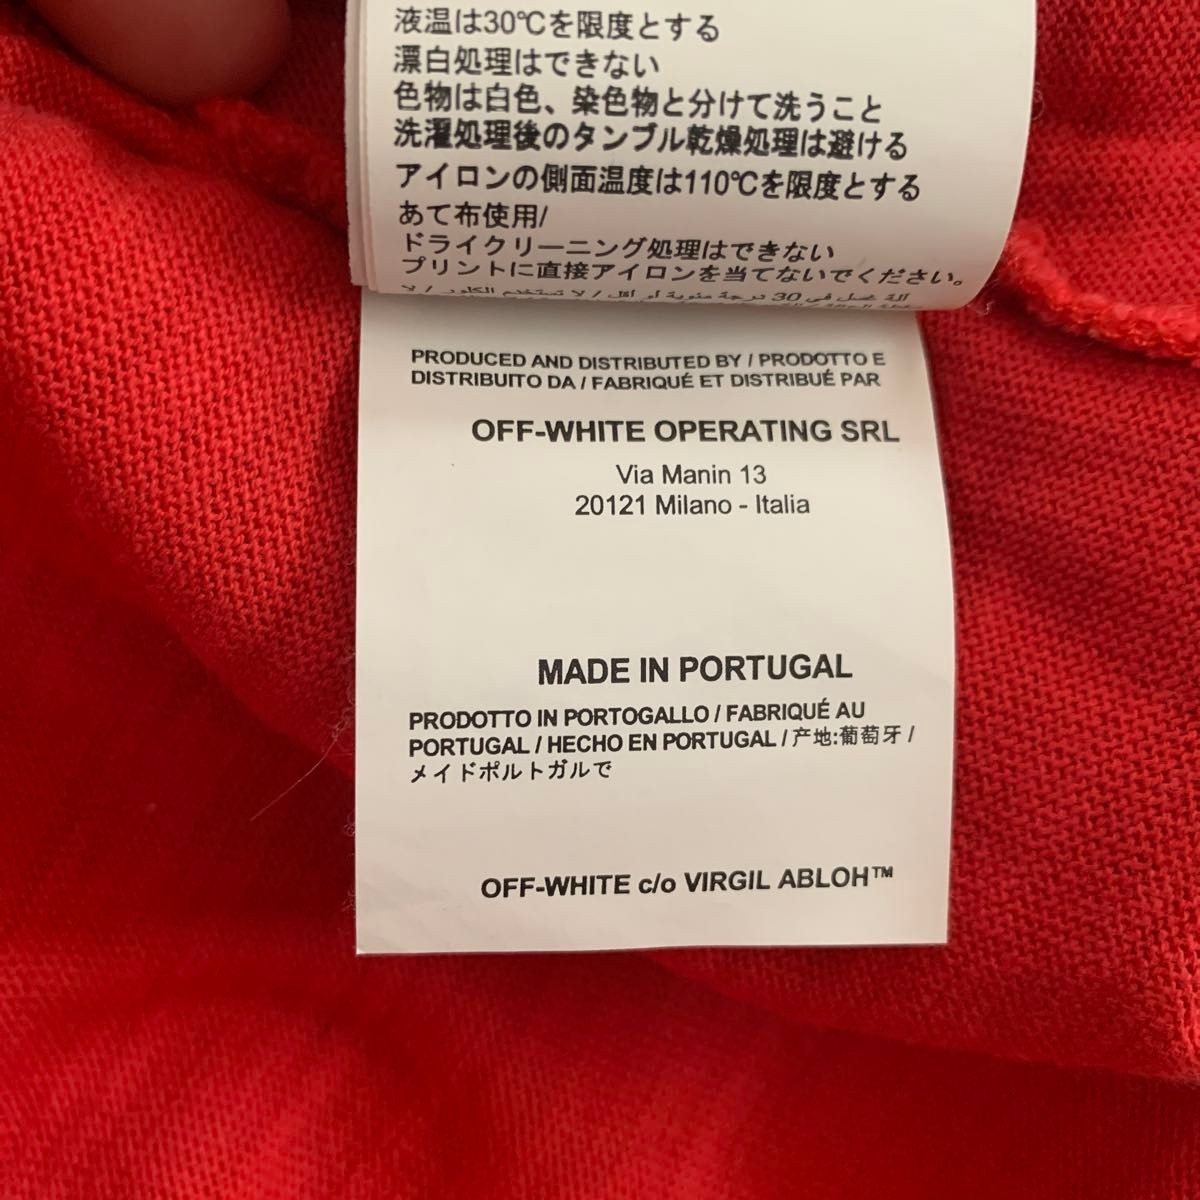 液温は30℃を限度とする
漂白処理はできない
色物は白色、染色物と分けて洗うこと
洗濯処理後のタンブル乾燥処理は避ける
アイロンの側面温度は110℃を限度とする
あて布使用/
ドライクリーニング処理はできない
プリントに直接アイロンを当てないでください。
PRODUCED AND DISTRIBUTED BY / PRODOTTO E
DISTRIBUITO DA / FABRIQUÉ ET DISTRIBUÉ PAR
OFF-WHITE OPERATING SRL
Via Manin 13
20121 Milano - Italia
MADE IN PORTUGAL
PRODOTTO IN PORTOGALLO / FABRIQUÉ AU
PORTUGAL / HECHO EN PORTUGAL / 产地:葡萄牙 /
メイドポルトガルで
OFF-WHITE c/o VIRGIL ABLOH™